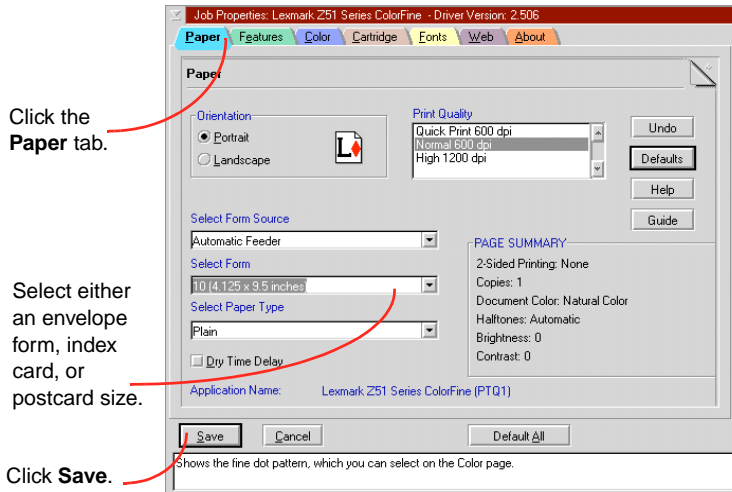 Job Properties: Lexmark Z51 Series ColorFine - Driver Version: 2.506
Paper
Features
Color
Cartridge
Fonts
Web
About
Paper
Click the
Paper tab.
Orientation
Portrait
Landscape
L
Print Quality
Quick Print 600 dpi
Normal 600 dpi
High 1200 dpi
Undo
Defaults
Help
Guide
Select Form Source
Automatic Feeder
Select Form
10 (4.125 x 9.5 inches)
Select Paper Type
Plain
Dry Time Delay
PAGE SUMMARY
2-Sided Printing: None
Copies: 1
Document Color: Natural Color
Halftones: Automatic
Brightness: 0
Contrast: 0
Select either
an envelope
form, index
card, or
postcard size.
Application Name: Lexmark Z51 Series ColorFine (PTQ1)
Save
Cancel
Default All
Click Save.
Shows the fine dot pattern, which you can select on the Color page.